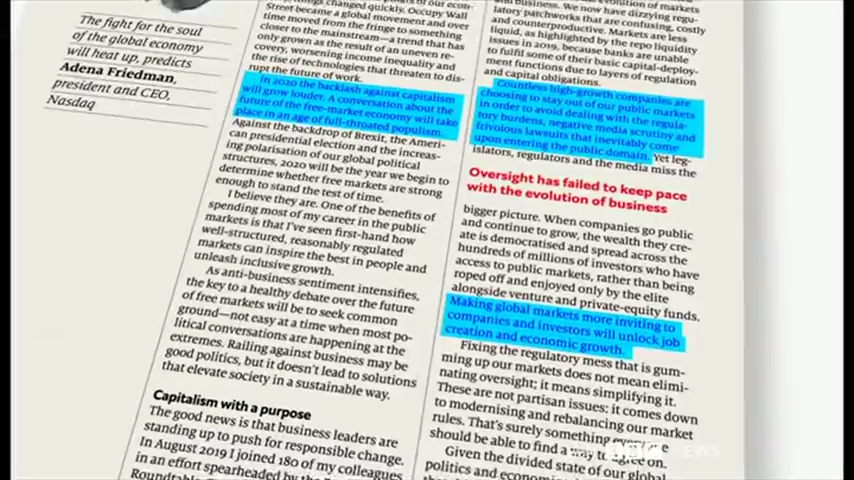 The fight for the soul
of the global economy
will heat up, predicts
Adena Friedman,
president and CEO,
Nasdaq
changed quickly. Occupy Wall
Street became a global movement and over
time moved from the fringe to something
closer to the mainstream—a trend that has
only grown as the result of an uneven re-
covery, worsening income inequality and
the rise of technologies that threaten to dis-
rupt the future of work.
In 2020 the backlash against capitalism
will grow louder. A conversation about the
future of the free-market economy will take
place in an age of full-throated populism.
Against the backdrop of Brexit, the Ameri-
can presidential election and the increas-
ing polarisation of our global political
structures, 2020 will be the year we begin to
determine whether free markets are strong
enough to stand the test of time.
I believe they are. One of the benefits of
spending most of my career in the public
markets is that I've seen first-hand how
well-structured, reasonably regulated
markets can inspire the best in people and
unleash inclusive growth.
As anti-business sentiment intensifies,
the key to a healthy debate over the future
of free markets will be to seek common
ground—not easy at a time when most po-
litical conversations are happening at the
extremes. Railing against business may be
good politics, but it doesn't lead to solutions
that elevate society in a sustainable way.
Capitalism with a purpose
The good news is that business leaders are
standing up to push for responsible change.
In August 2019 I joined 180 of my colleagues
in an effort spearheaded by the
Roundtable
and business. We now have dizzying regu-
latory patchworks that are confusing, costly
and counterproductive. Markets are less
liquid, as highlighted by the repo liquidity
issues in 2019, because banks are unable
to fulfil some of their basic capital-deploy-
ment functions due to layers of regulation
and capital obligations.
Countless high-growth companies are
choosing to stay out of our public markets
in order to avoid dealing with the regula-
tory burdens, negative media scrutiny and
frivolous lawsuits that inevitably come
upon entering the public domain. Yet leg-
islators, regulators and the media miss the
Oversight has failed to keep pace
with the evolution of business
bigger picture. When companies go public
and continue to grow, the wealth they cre-
ate is democratised and spread across the
hundreds of millions of investors who have
access to public markets, rather than being
roped off and enjoyed only by the elite
alongside venture and private-equity funds.
Making global markets more inviting to
companies and investors will unlock job
creation and economic growth.
Fixing the regulatory mess that is gum-
ming up our markets does not mean elimi-
nating oversight; it means simplifying it.
These are not partisan issues; it comes down
to modernising and rebalancing our market
rules. That's surely something
should be able to find a way to agree on.
Given the divided state of our global
politics and
BBC NEWS